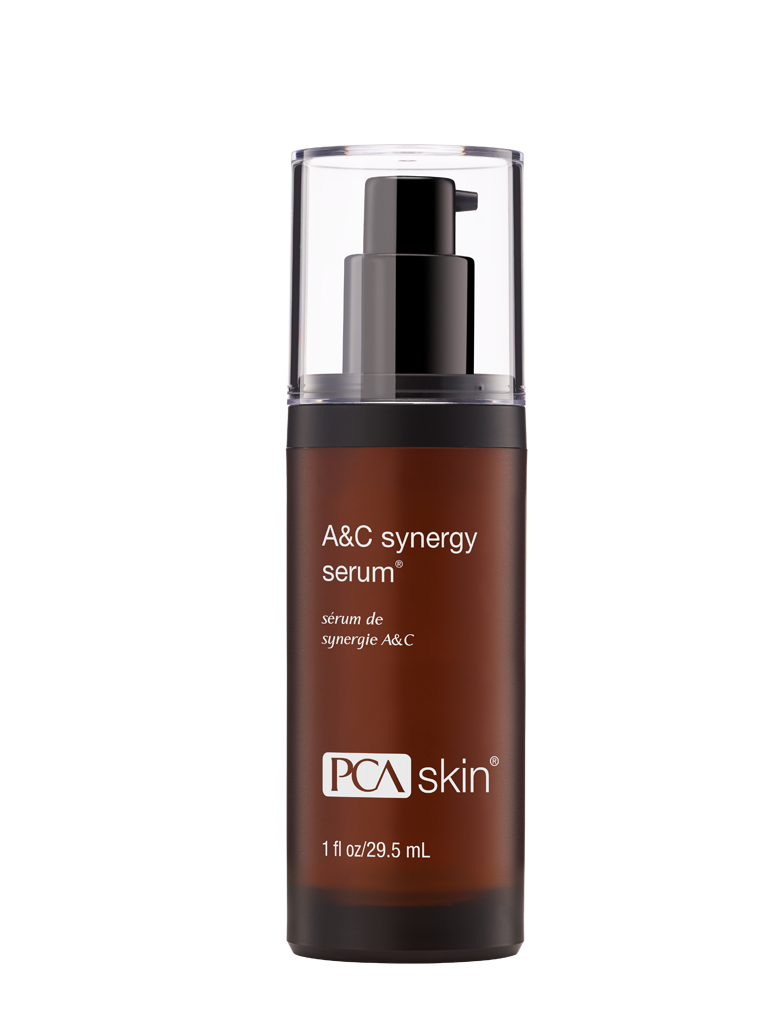 A&C synergy
serum®
sérum de
synergie A&C
PCA skin®
1 fl oz/29.5 mL